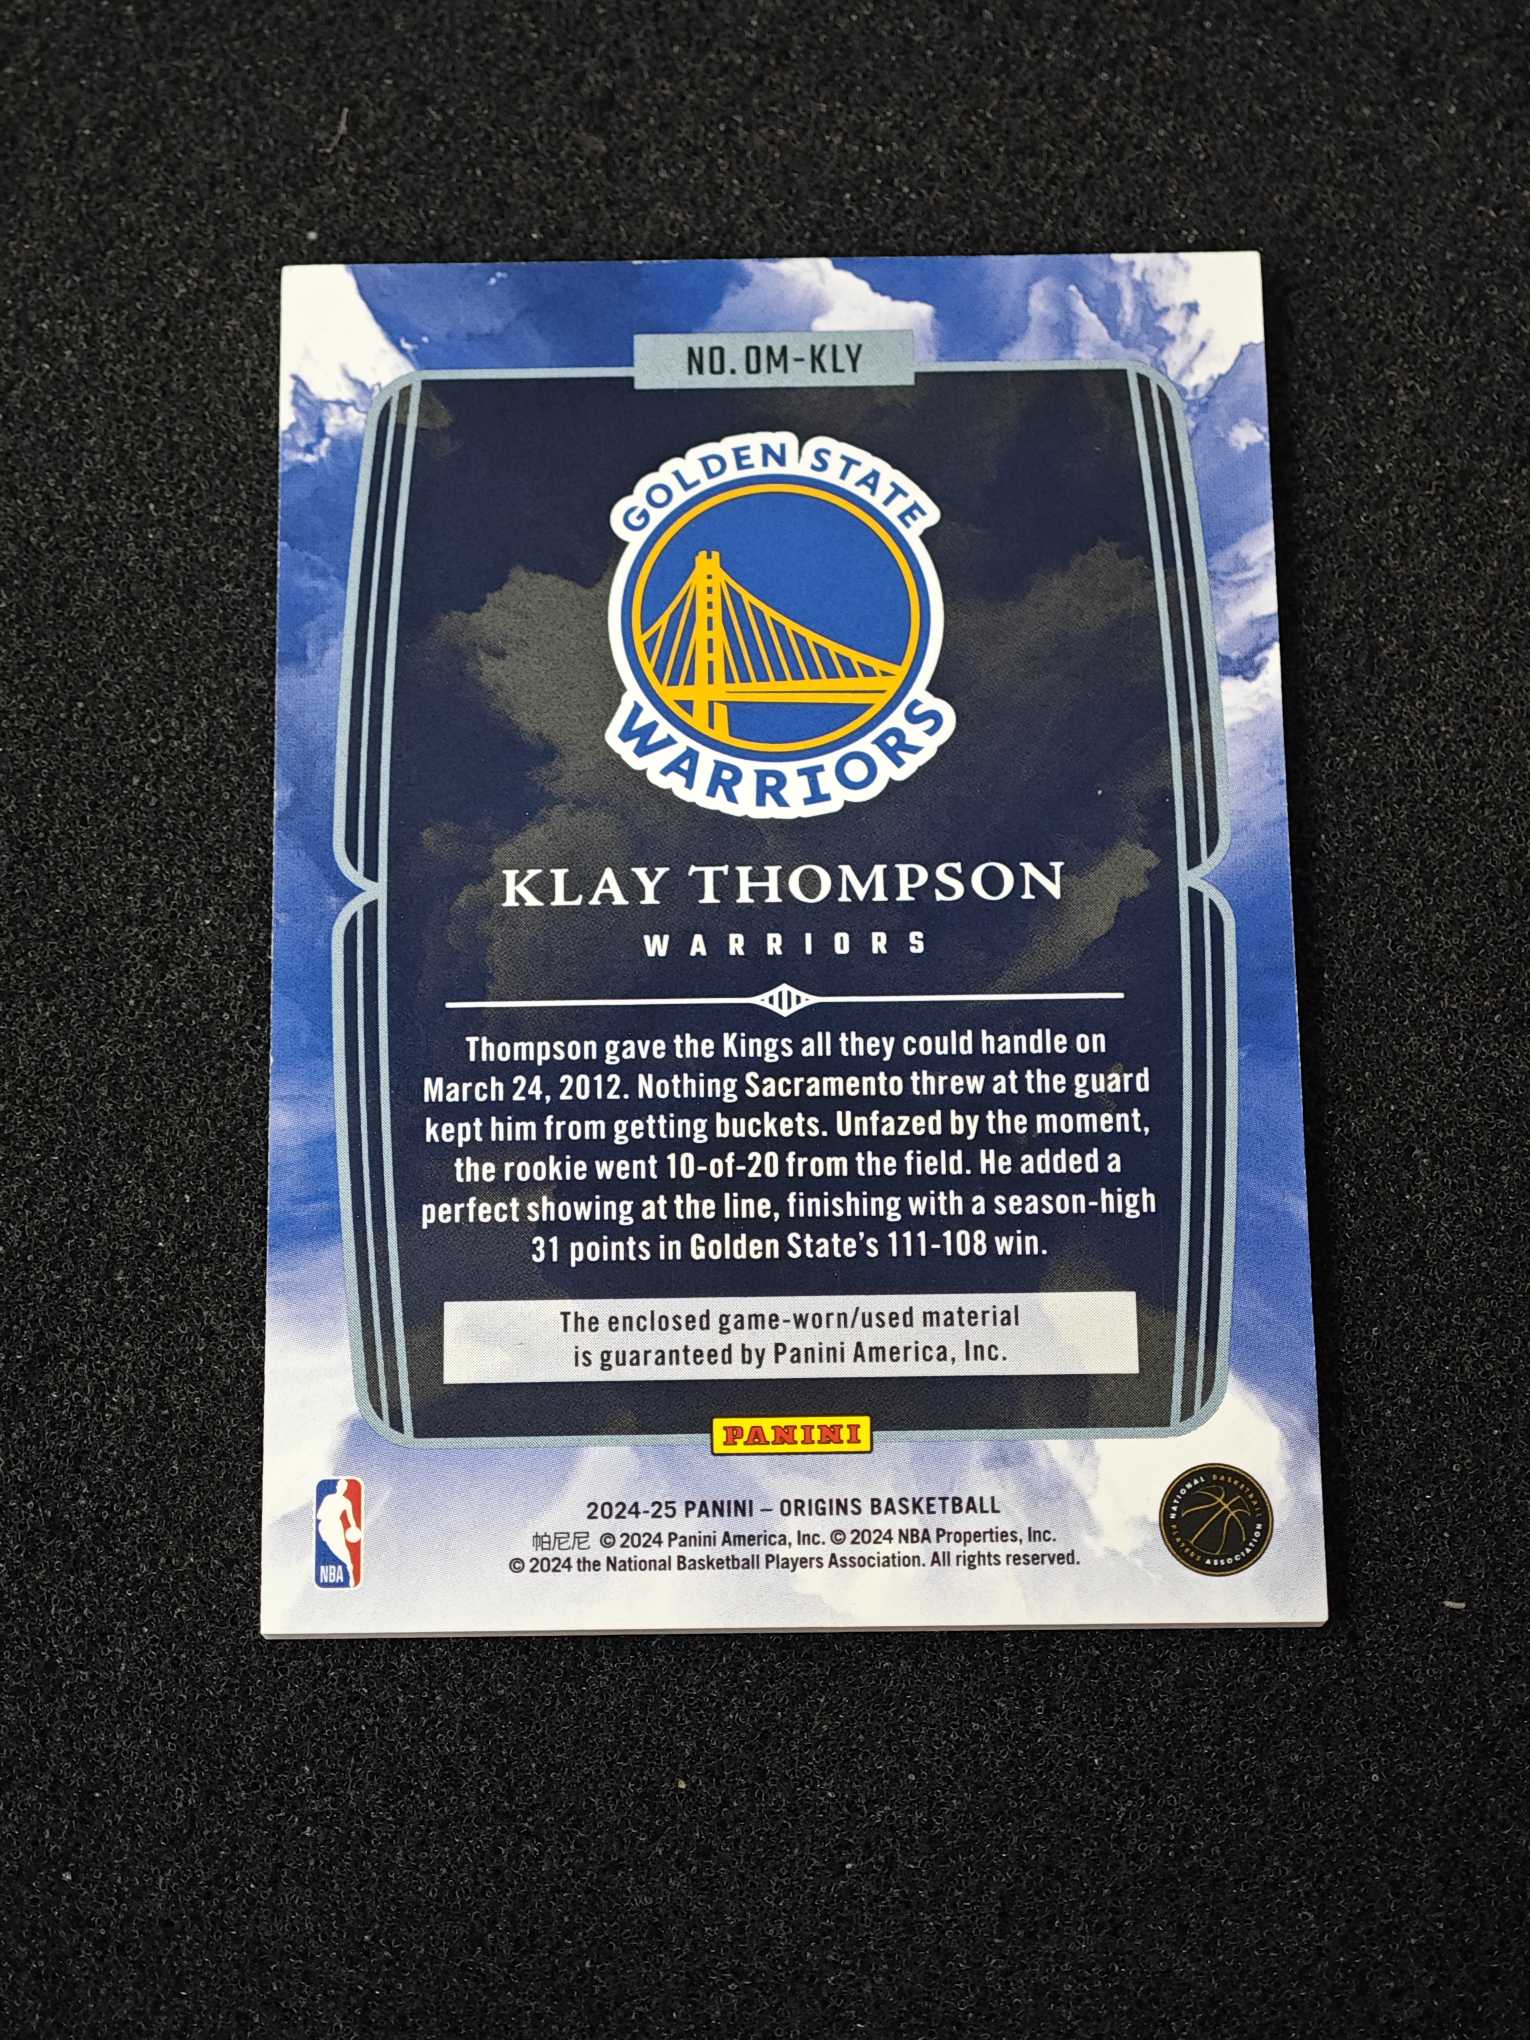 NO. OM-KLY
GOLDEN STATE
WARRIORS
KLAY THOMPSON
WARRIORS
Thompson gave the Kings all they could handle on
March 24, 2012. Nothing Sacramento threw at the guard
kept him from getting buckets. Unfazed by the moment,
the rookie went 10-of-20 from the field. He added a
perfect showing at the line, finishing with a season-high
31 points in Golden State's 111-108 win.
The enclosed game-worn/used material
is guaranteed by Panini America, Inc.
PANINI
2024-25 PANINI – ORIGINS BASKETBALL
帕尼尼 © 2024 Panini America, Inc. © 2024 NBA Properties, Inc.
© 2024 the National Basketball Players Association. All rights reserved.
NBA
NATIONAL BASKETBALL
PLAYERS ASSOCIATION